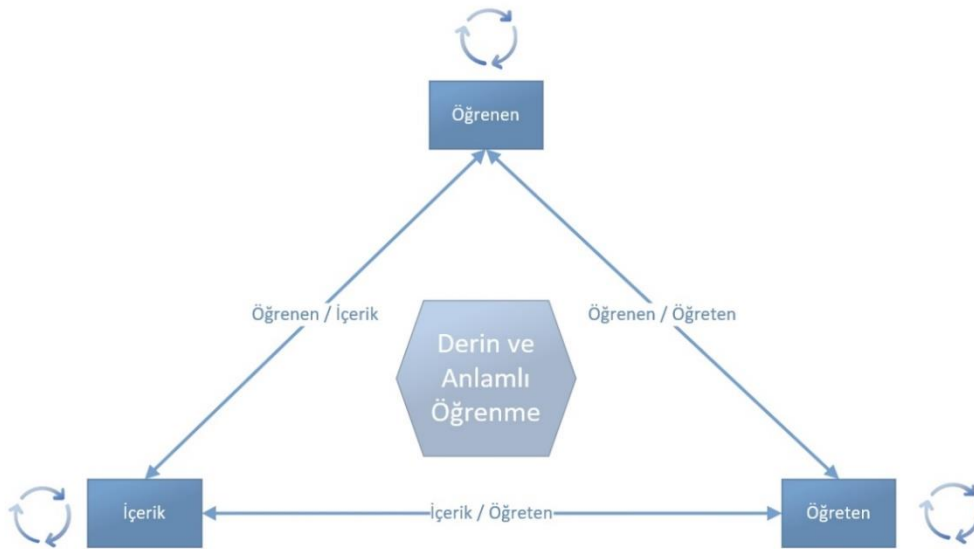 Öğrenen
Öğrenen / İçerik
Öğrenen / Öğreten
Derin ve
Anlamlı
Öğrenme
İçerik
İçerik / Öğreten
Öğreten